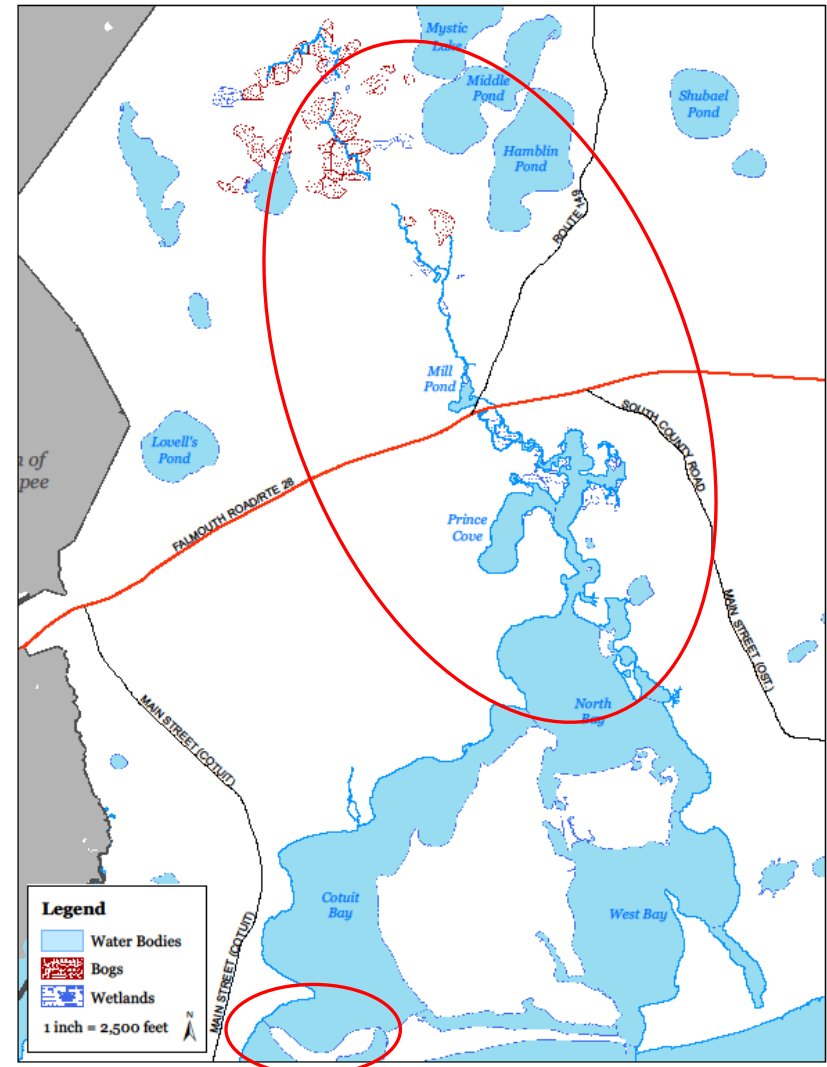 Mystic
Lake
Middle
Pond
Shubael
Pond
Hamblin
Pond
ROUTE 149
Mill
Pond
SOUTH COUNTY ROAD
Lovell's
Pond
n of
pee
FALMOUTH ROAD/RTE 28
Prince
Cove
MAIN STREET (OST.)
North
Bay
MAIN STREET (COTUIT)
Cotuit
Bay
West Bay
MAIN STREET (COTUIT)
Legend
Water Bodies
Bogs
Wetlands
1 inch = 2,500 feet
N